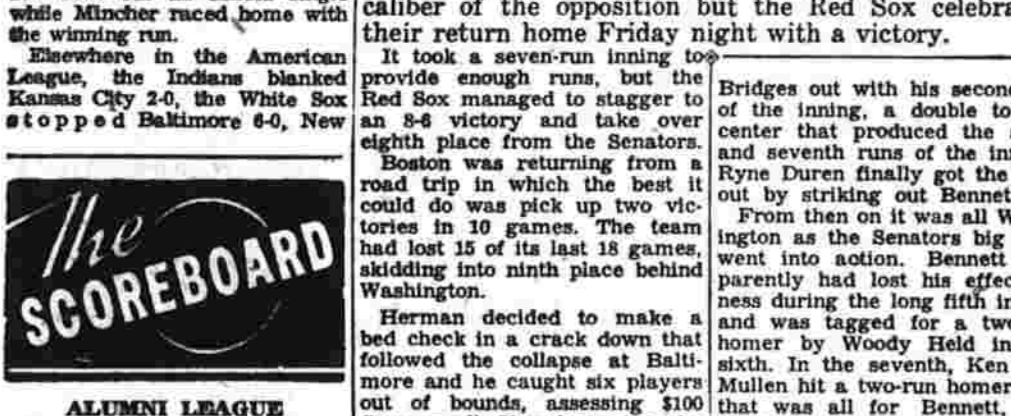 while Mincher raced home with
the winning run.
Elsewhere in the American
League, the Indians blanked
Kansas City 2-0, the White Sox
stopped Baltimore 6-0, New
The
SCOREBOARD
ALUMNI LEAGUE
caliber of the opposition but the Red Sox celebra
their return home Friday night with a victory.
It took a seven-run inning to
provide enough runs, but the
Red Sox managed to stagger to
an 8-6 victory and take over
eighth place from the Senators.
Boston was returning from a
road trip in which the best it
could do was pick up two vic-
tories in 10 games. The team
had lost 15 of its last 18 games,
skidding into ninth place behind
Washington.
Herman decided to make a
bed check in a crack down that
followed the collapse at Balti-
more and he caught six players
out of bounds, assessing $100
Bridges out with his secon
of the inning, a double to
center that produced the
and seventh runs of the in
Ryne Duren finally got the
out by striking out Bennet
From then on it was all W
ington as the Senators big
went into action. Bennett
parently had lost his effec
ness during the long fifth in
and was tagged for a tw
homer by Woody Held in
sixth. In the seventh, Ken
Mullen hit a two-run homer
that was all for Bennett,